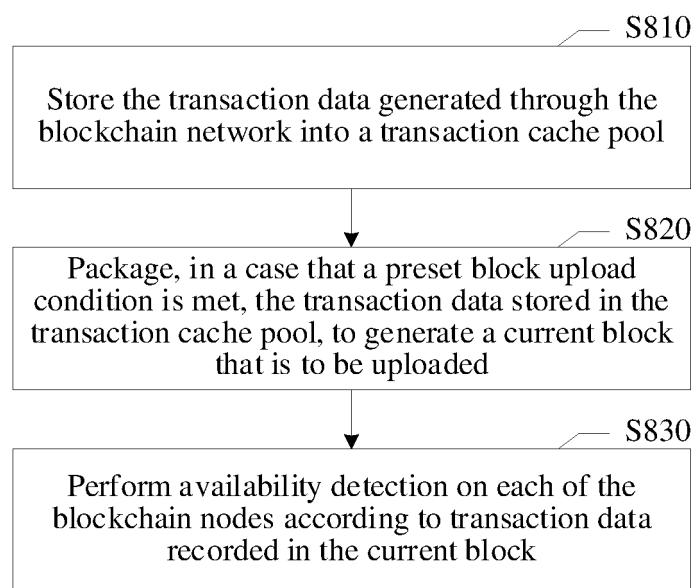 S810
Store the transaction data generated through the
blockchain network into a transaction cache pool
S820
Package, in a case that a preset block upload
condition is met, the transaction data stored in the
transaction cache pool, to generate a current block
that is to be uploaded
S830
Perform availability detection on each of the
blockchain nodes according to transaction data
recorded in the current block